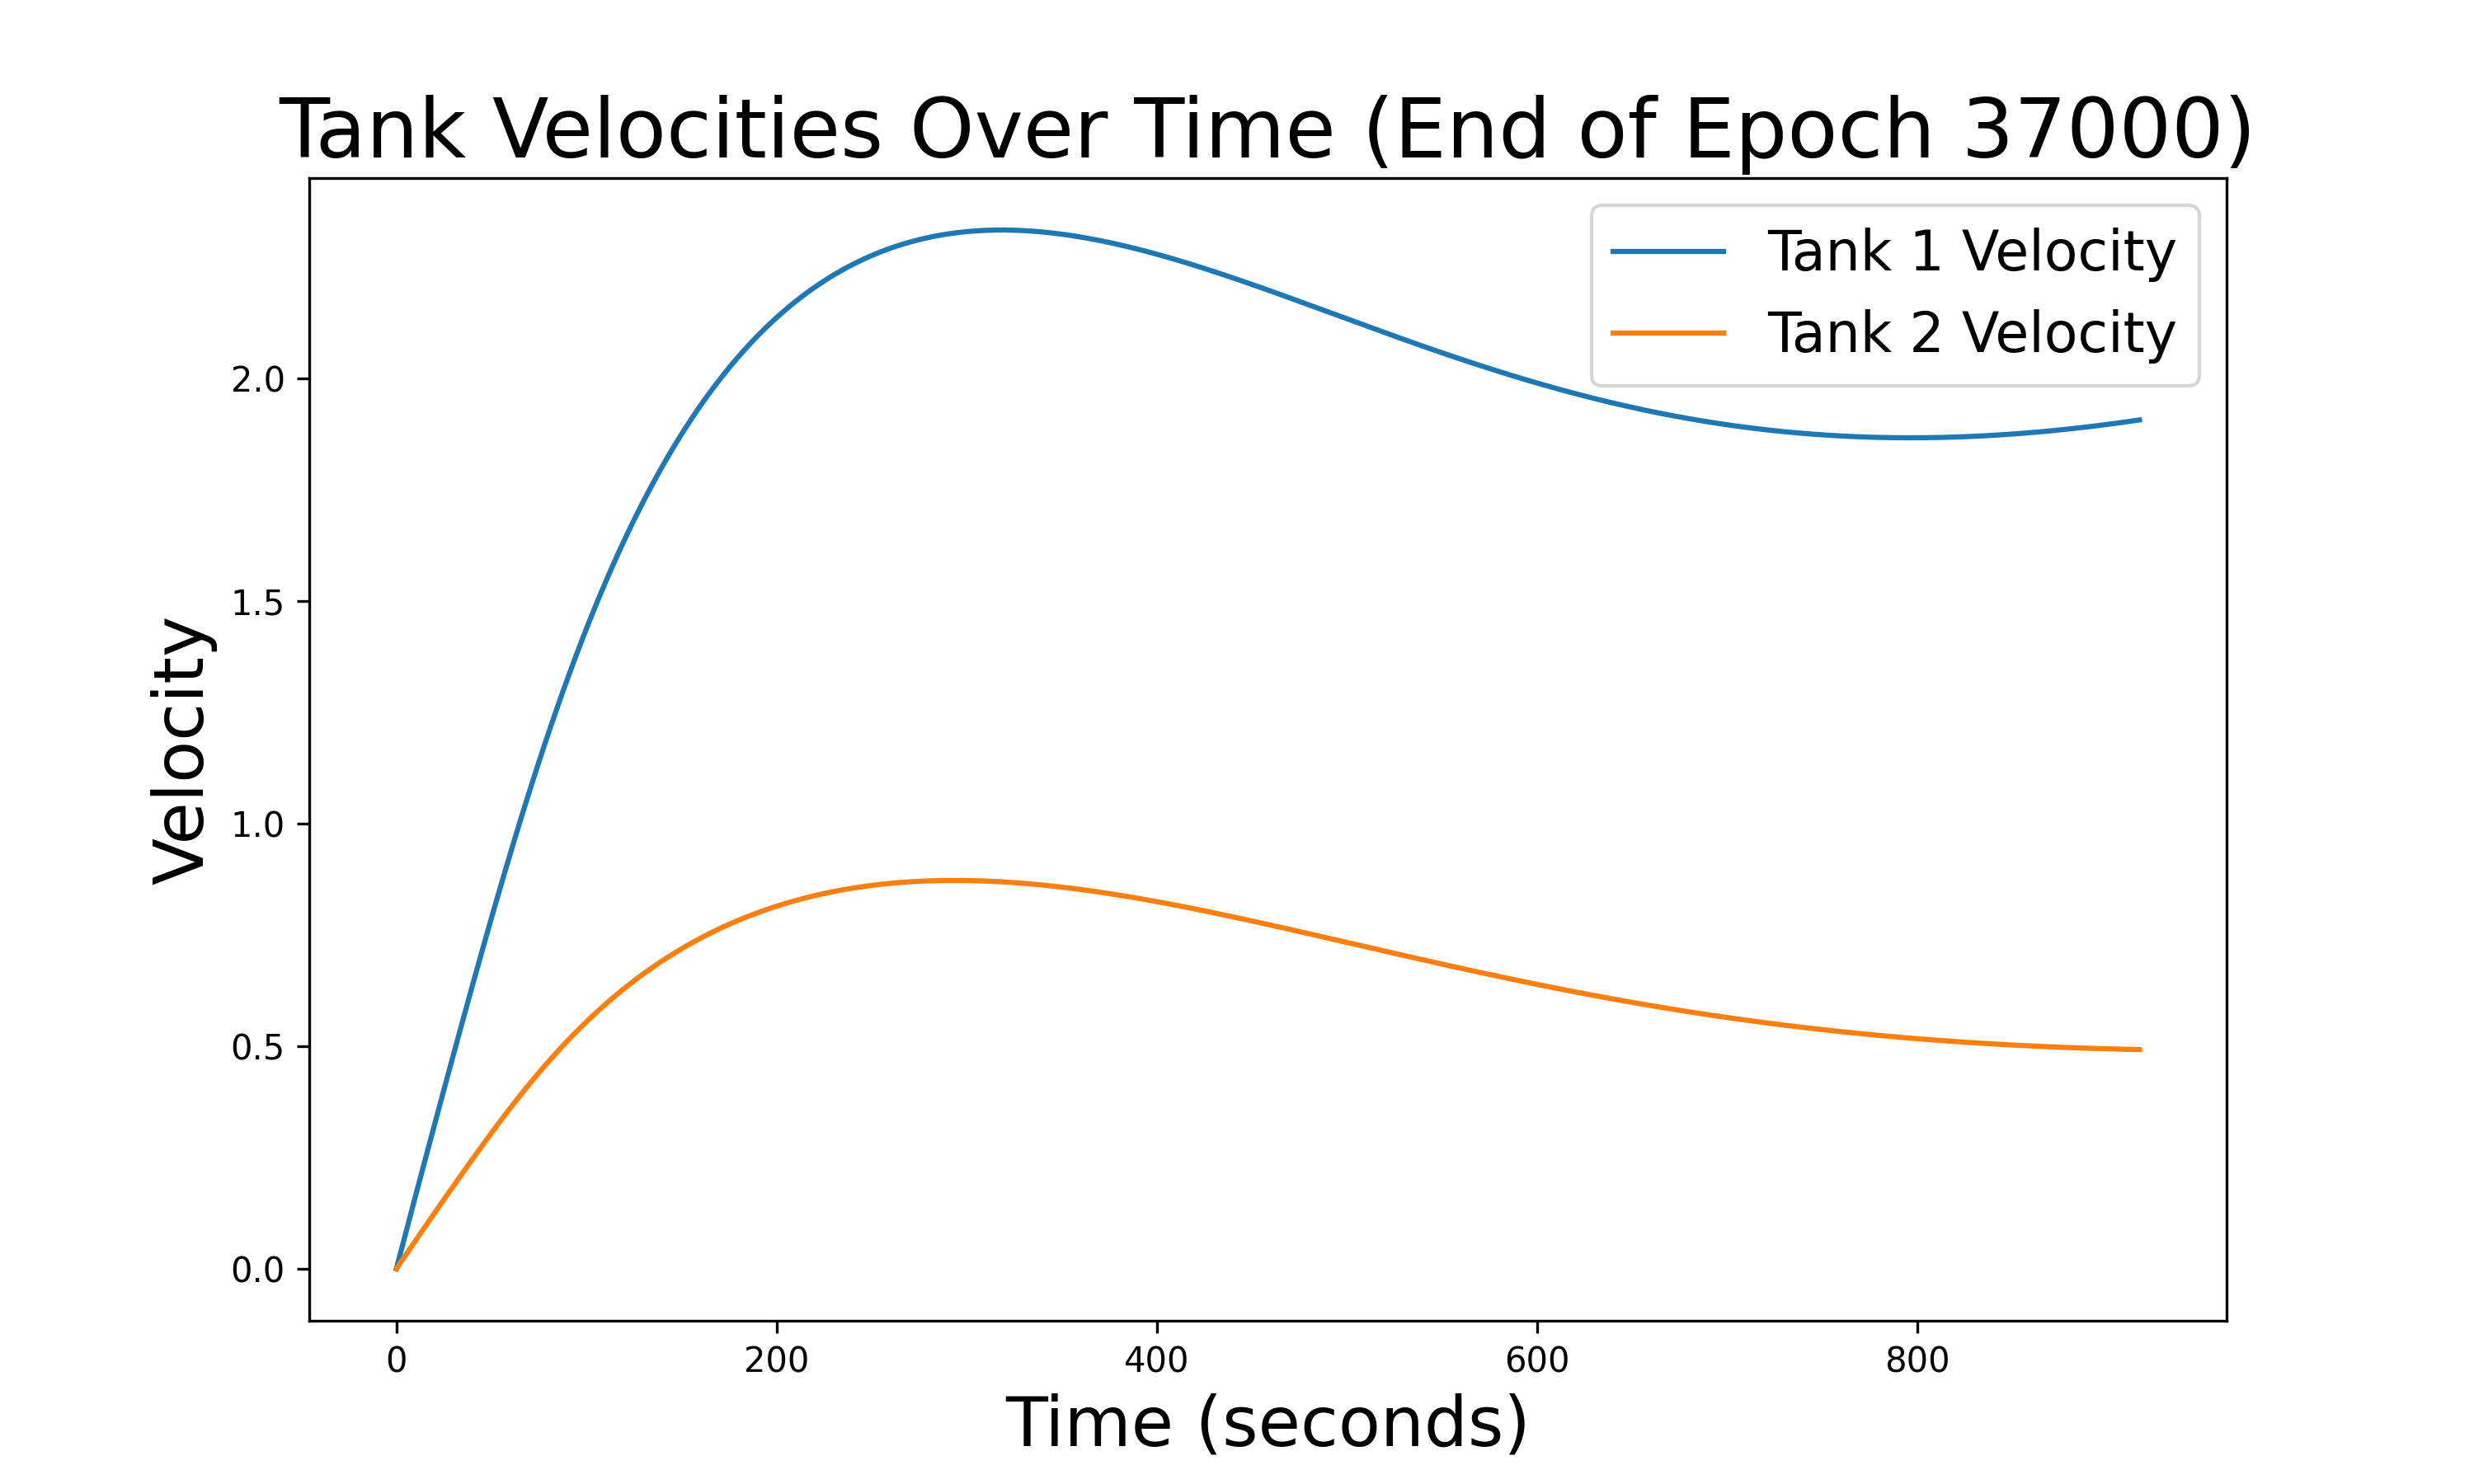 Tank Velocities Over Time (End of Epoch 37000)
Tank 1 Velocity
Tank 2 Velocity
Velocity
2.0
1.5
1.0
0.5
0.0
0 200 400 600 800
Time (seconds)